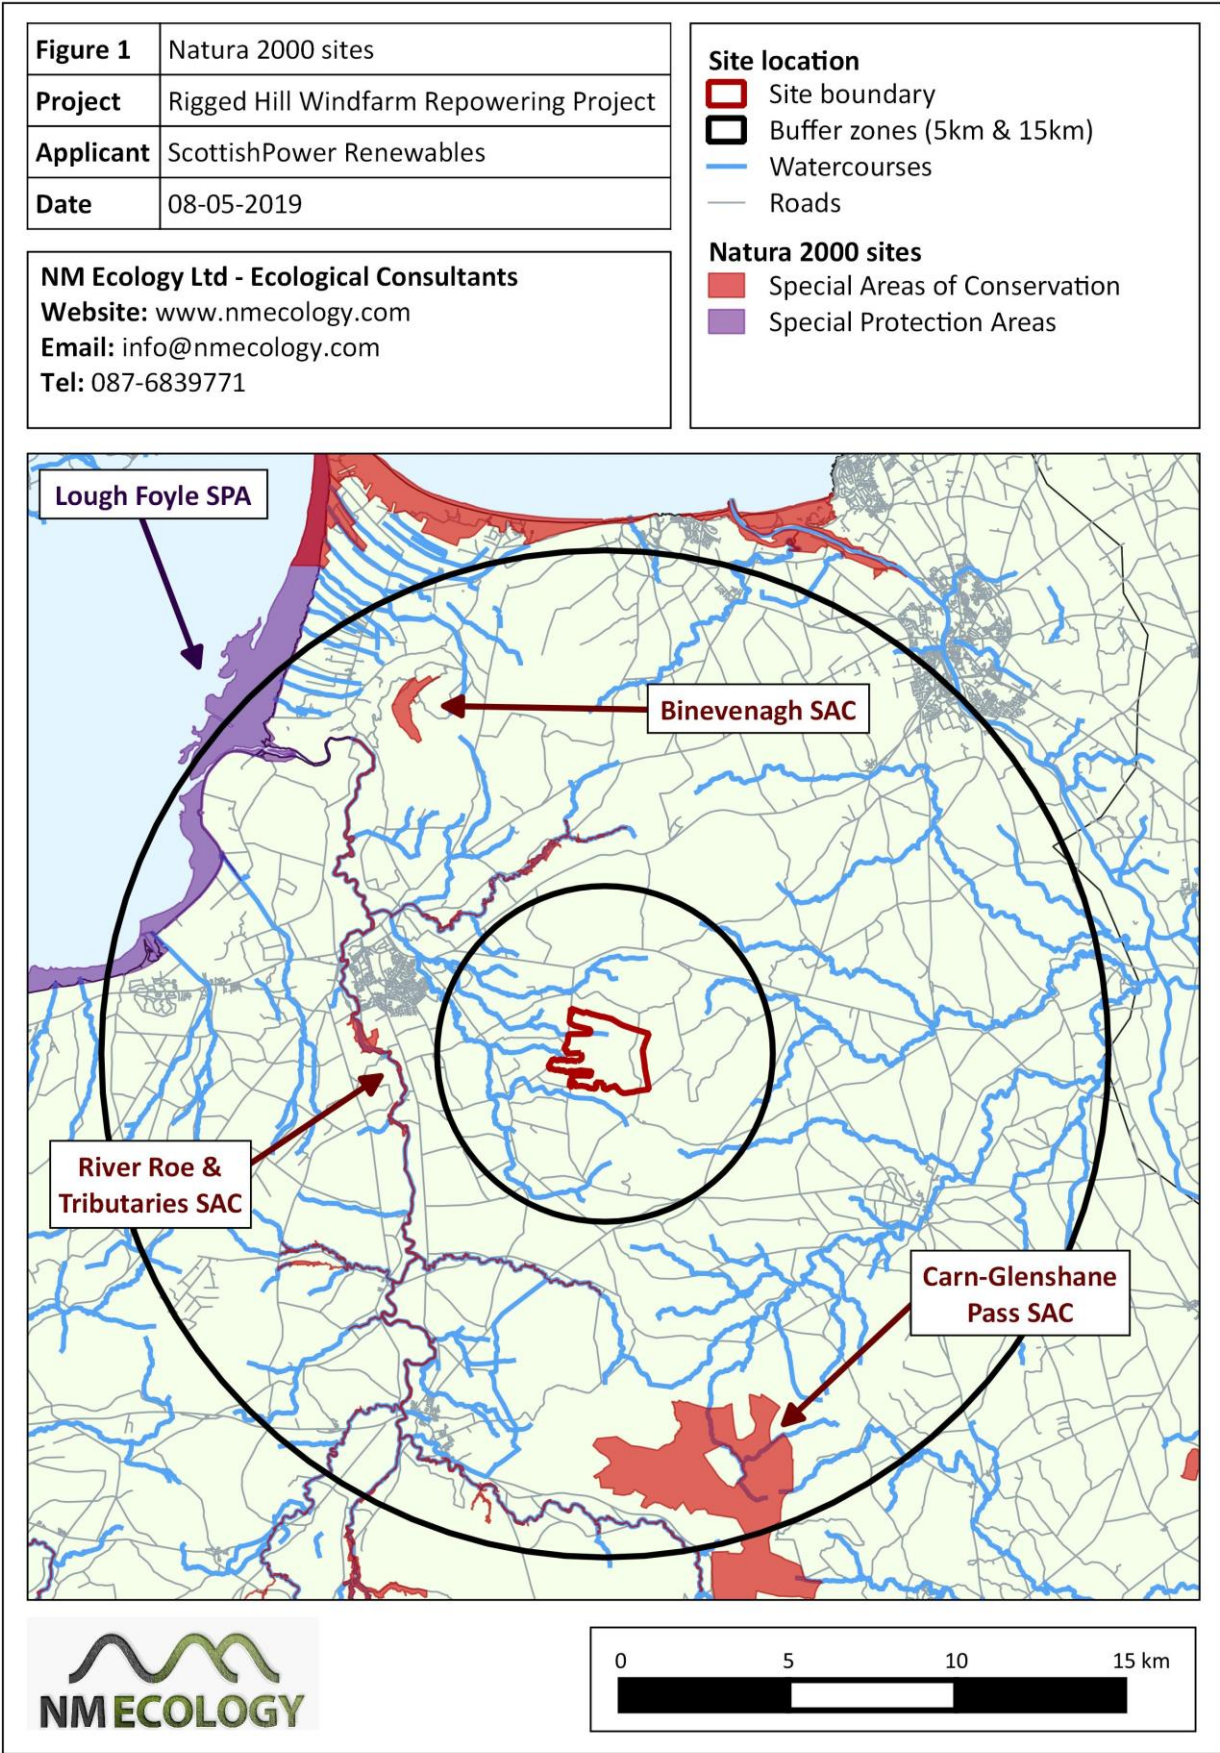 Figure 1 Natura 2000 sites
Project Rigged Hill Windfarm Repowering Project
Applicant ScottishPower Renewables
Date 08-05-2019
NM Ecology Ltd - Ecological Consultants
Website: www.nmecology.com
Email: info@nmecology.com
Tel: 087-6839771
Site location
Site boundary
Buffer zones (5km & 15km)
Watercourses
Roads
Natura 2000 sites
Special Areas of Conservation
Special Protection Areas
Lough Foyle SPA
Binevenagh SAC
River Roe &
Tributaries SAC
Carn-Glenshane
Pass SAC
NM ECOLOGY
0 5 10 15 km